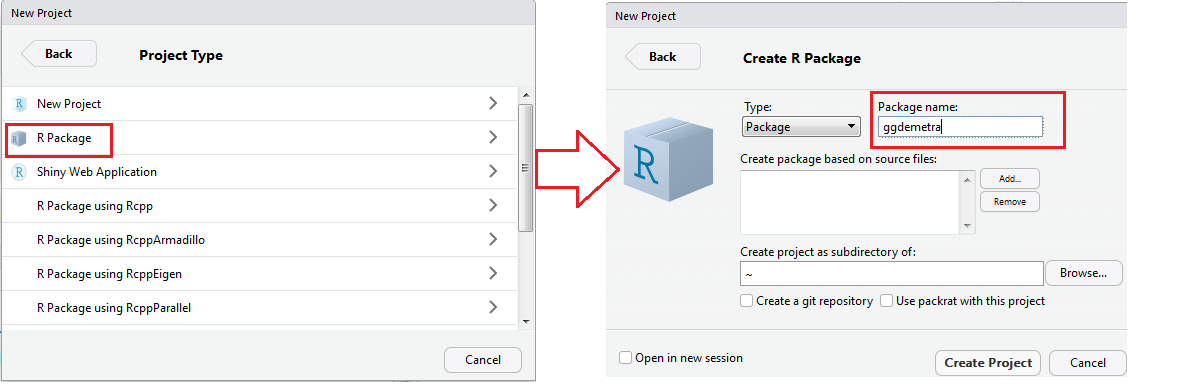 New Project
Back
Project Type
New Project
R Package
Shiny Web Application
R Package using Rcpp
R Package using RcppArmadillo
R Package using RcppEigen
R Package using RcppParallel
Cancel
New Project
Back
Create R Package
R
Type:
Package name:
Package
ggdemetra
Create package based on source files:
Add...
Remove
Create project as subdirectory of:
~
Browse...
Create a git repository
Use packrat with this project
Open in new session
Create Project
Cancel